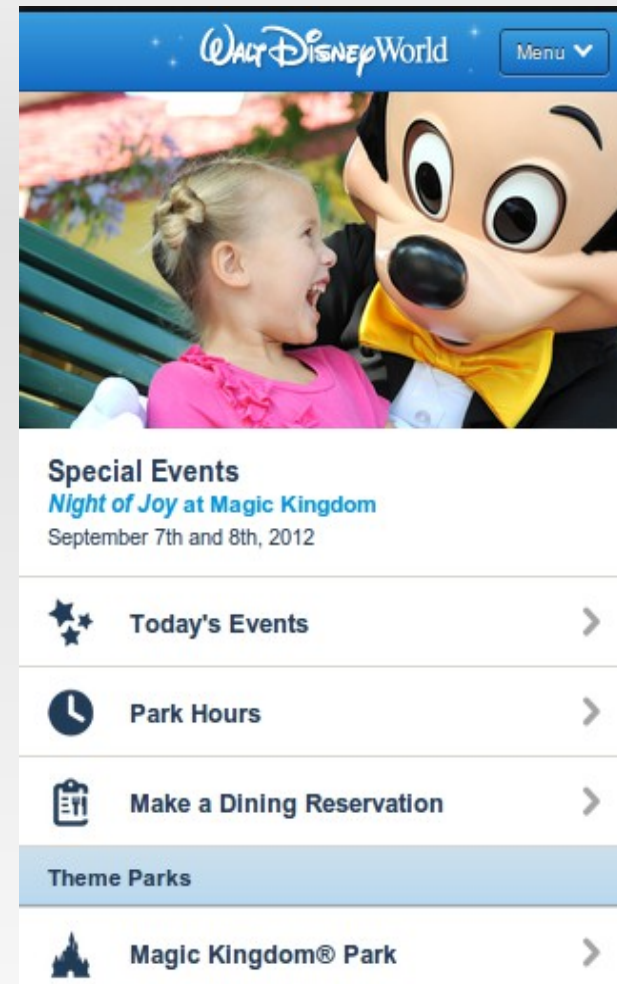 Walt Disney World
Menu
Special Events
Night of Joy at Magic Kingdom
September 7th and 8th, 2012
Today's Events
Park Hours
Make a Dining Reservation
Theme Parks
Magic Kingdom® Park